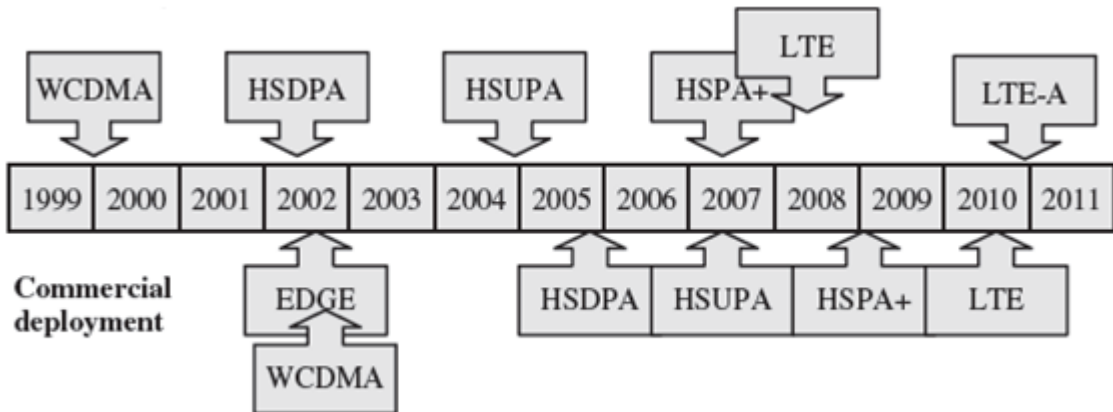 LTE
WCDMA HSDPA HSUPA HSPA+ LTE-A
1999 2000 2001 2002 2003 2004 2005 2006 2007 2008 2009 2010 2011
Commercial
deployment
EDGE HSDPA HSUPA HSPA+ LTE
WCDMA